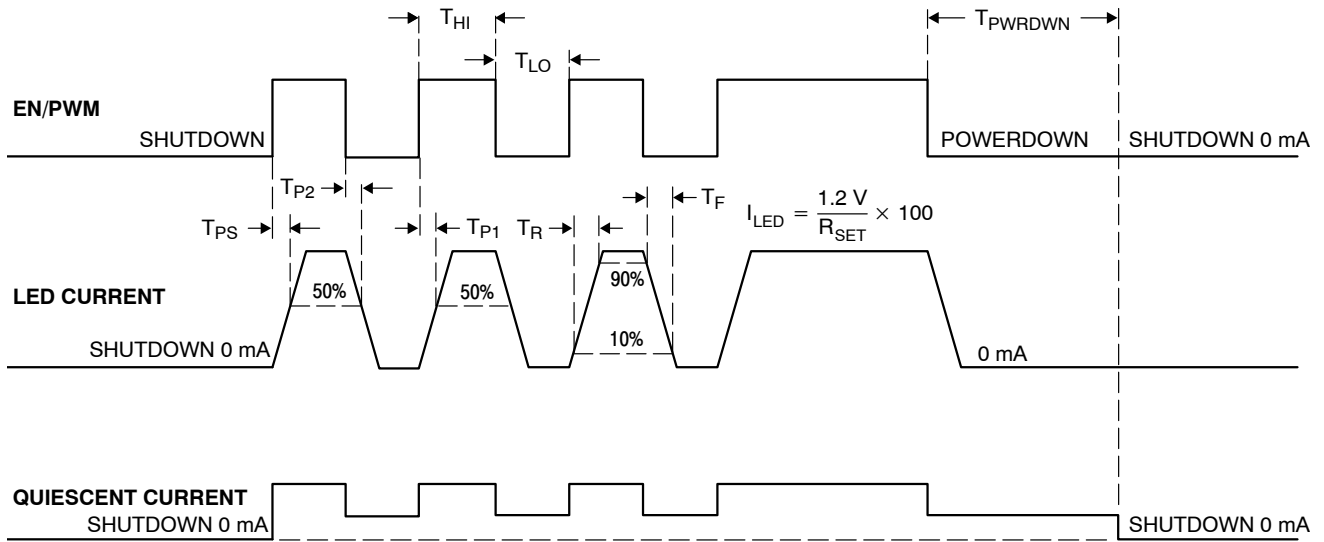 T_HI
T_PWRDWN
T_LO
EN/PWM
SHUTDOWN
POWERDOWN
SHUTDOWN 0 mA
T_P2
T_F
I_LED = 1.2 V / R_SET × 100
T_PS
T_P1
T_R
90%
50%
50%
LED CURRENT
10%
SHUTDOWN 0 mA
0 mA
QUIESCENT CURRENT
SHUTDOWN 0 mA
SHUTDOWN 0 mA